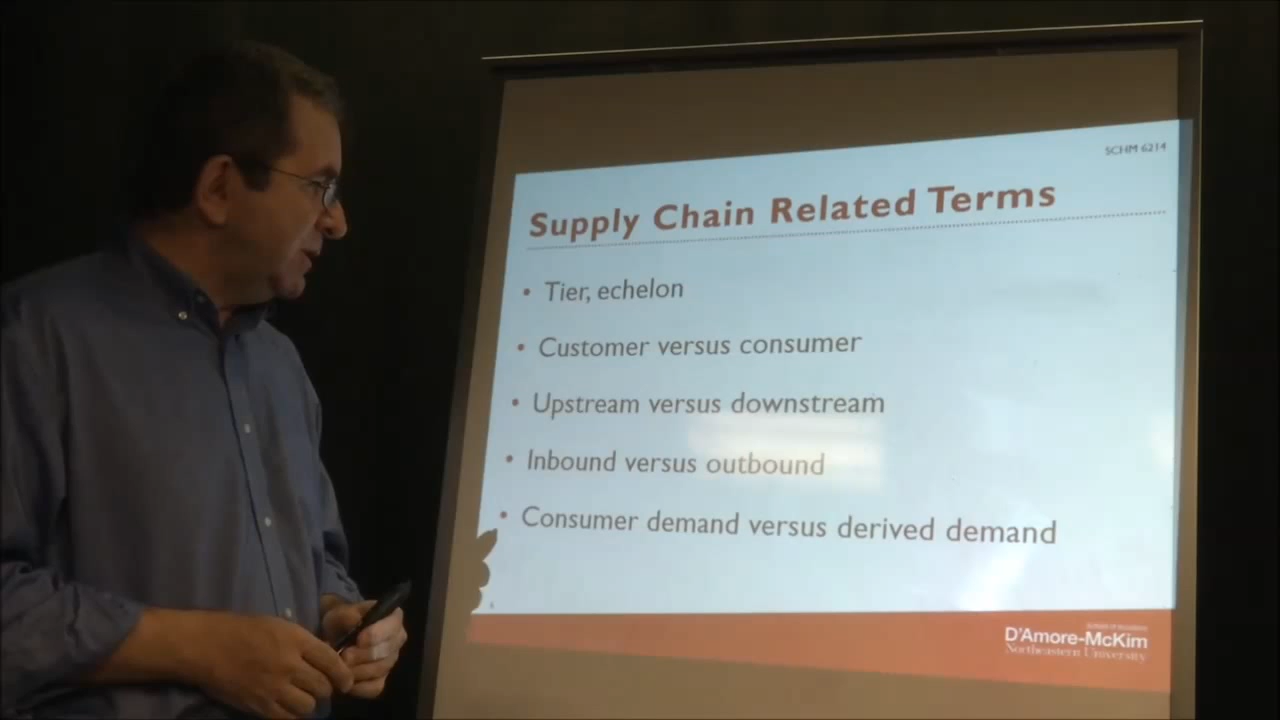 SCHM 6214
Supply Chain Related Terms
• Tier, echelon
• Customer versus consumer
• Upstream versus downstream
• Inbound versus outbound
• Consumer demand versus derived demand
D'Amore-McKim
Northeastern University